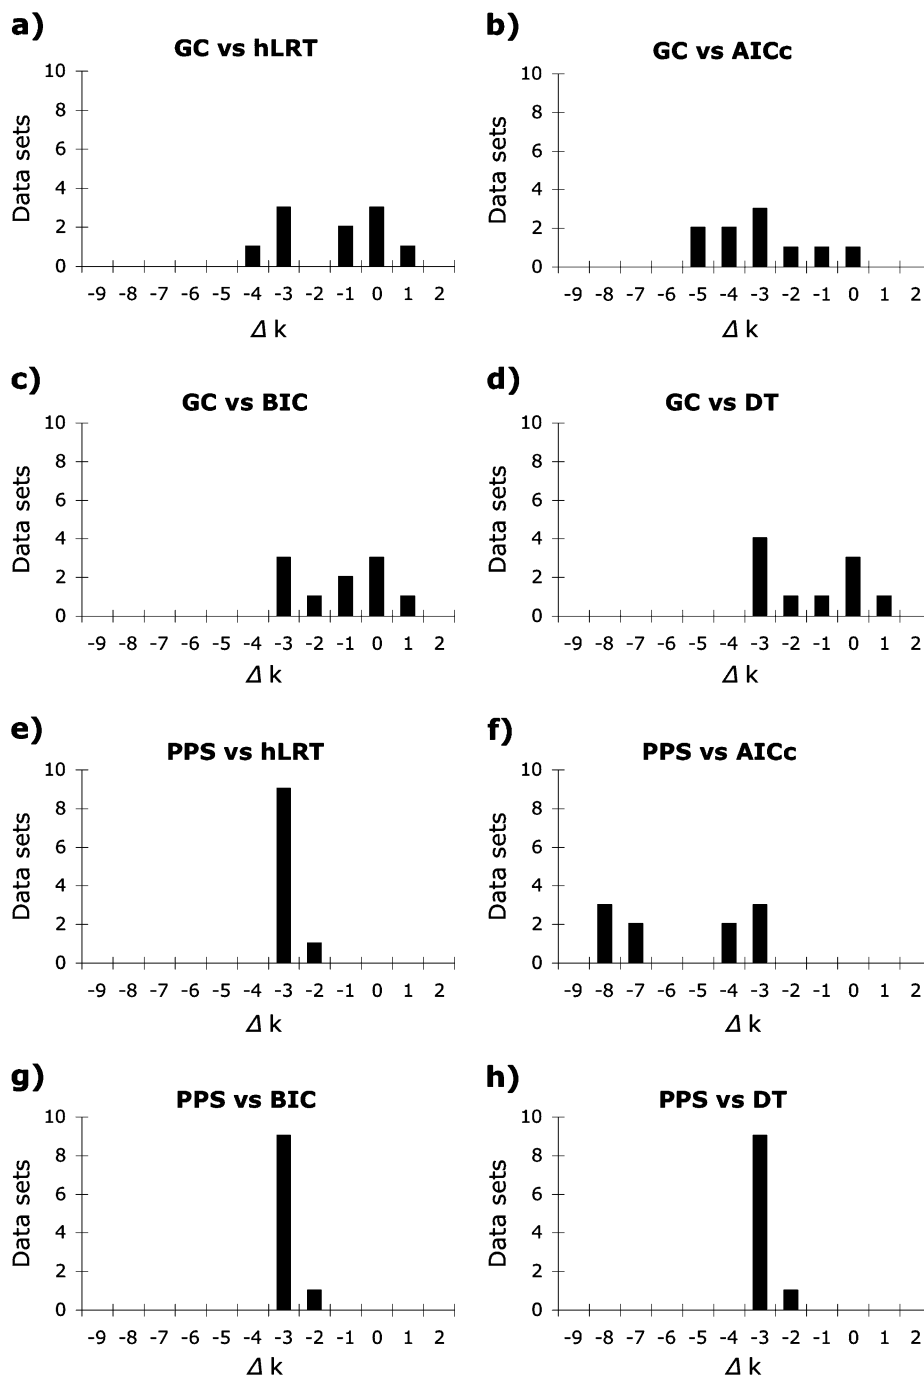 a)
GC vs hLRT
10
8
6
4
2
0
Data sets
-9 -8 -7 -6 -5 -4 -3 -2 -1 0 1 2
Δ k
b)
GC vs AICc
10
8
6
4
2
0
Data sets
-9 -8 -7 -6 -5 -4 -3 -2 -1 0 1 2
Δ k
c)
GC vs BIC
10
8
6
4
2
0
Data sets
-9 -8 -7 -6 -5 -4 -3 -2 -1 0 1 2
Δ k
d)
GC vs DT
10
8
6
4
2
0
Data sets
-9 -8 -7 -6 -5 -4 -3 -2 -1 0 1 2
Δ k
e)
PPS vs hLRT
10
8
6
4
2
0
Data sets
-9 -8 -7 -6 -5 -4 -3 -2 -1 0 1 2
Δ k
f)
PPS vs AICc
10
8
6
4
2
0
Data sets
-9 -8 -7 -6 -5 -4 -3 -2 -1 0 1 2
Δ k
g)
PPS vs BIC
10
8
6
4
2
0
Data sets
-9 -8 -7 -6 -5 -4 -3 -2 -1 0 1 2
Δ k
h)
PPS vs DT
10
8
6
4
2
0
Data sets
-9 -8 -7 -6 -5 -4 -3 -2 -1 0 1 2
Δ k